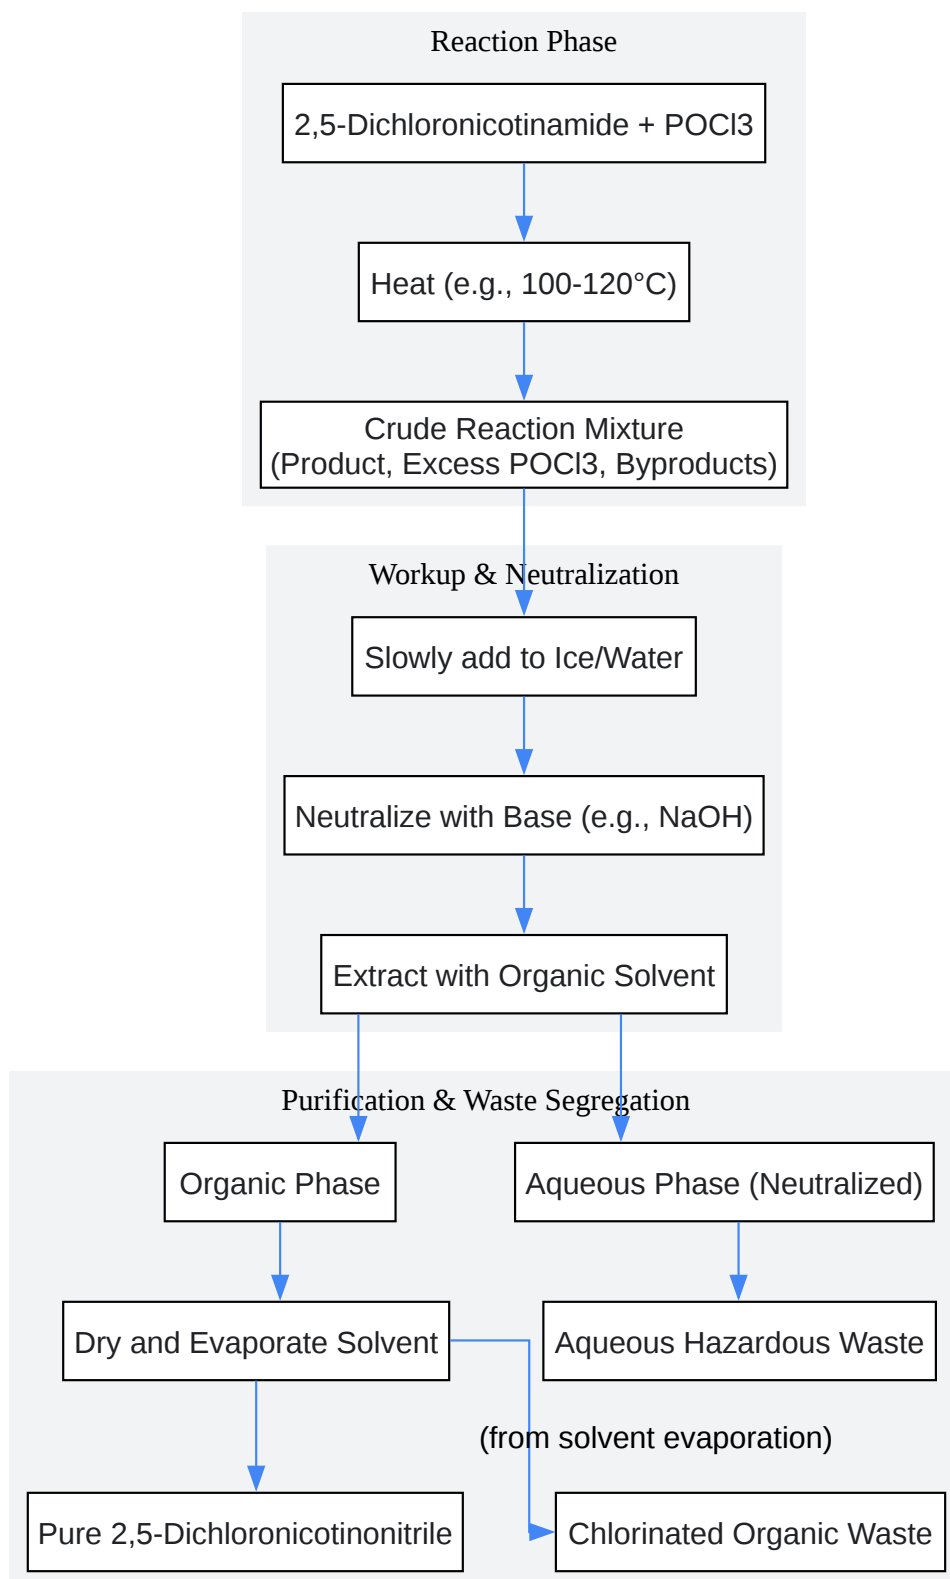 Reaction Phase
2,5-Dichloronicotinamide + POCl3
Heat (e.g., 100-120°C)
Crude Reaction Mixture
(Product, Excess POCl3, Byproducts)
Workup & Neutralization
Slowly add to Ice/Water
Neutralize with Base (e.g., NaOH)
Extract with Organic Solvent
Purification & Waste Segregation
Organic Phase
Aqueous Phase (Neutralized)
Dry and Evaporate Solvent
Aqueous Hazardous Waste
(from solvent evaporation)
Pure 2,5-Dichloronicotinonitrile
Chlorinated Organic Waste